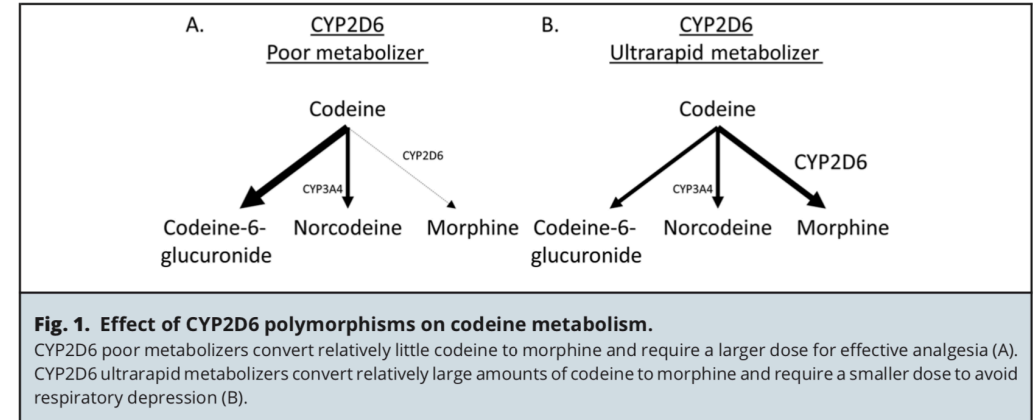 A.
CYP2D6
Poor metabolizer
Codeine
CYP2D6
CYP3A4
Codeine-6-
glucuronide
Norcodeine
Morphine
B.
CYP2D6
Ultrarapid metabolizer
Codeine
CYP2D6
CYP3A4
Codeine-6-
glucuronide
Norcodeine
Morphine
Fig. 1. Effect of CYP2D6 polymorphisms on codeine metabolism.
CYP2D6 poor metabolizers convert relatively little codeine to morphine and require a larger dose for effective analgesia (A).
CYP2D6 ultrarapid metabolizers convert relatively large amounts of codeine to morphine and require a smaller dose to avoid
respiratory depression (B).